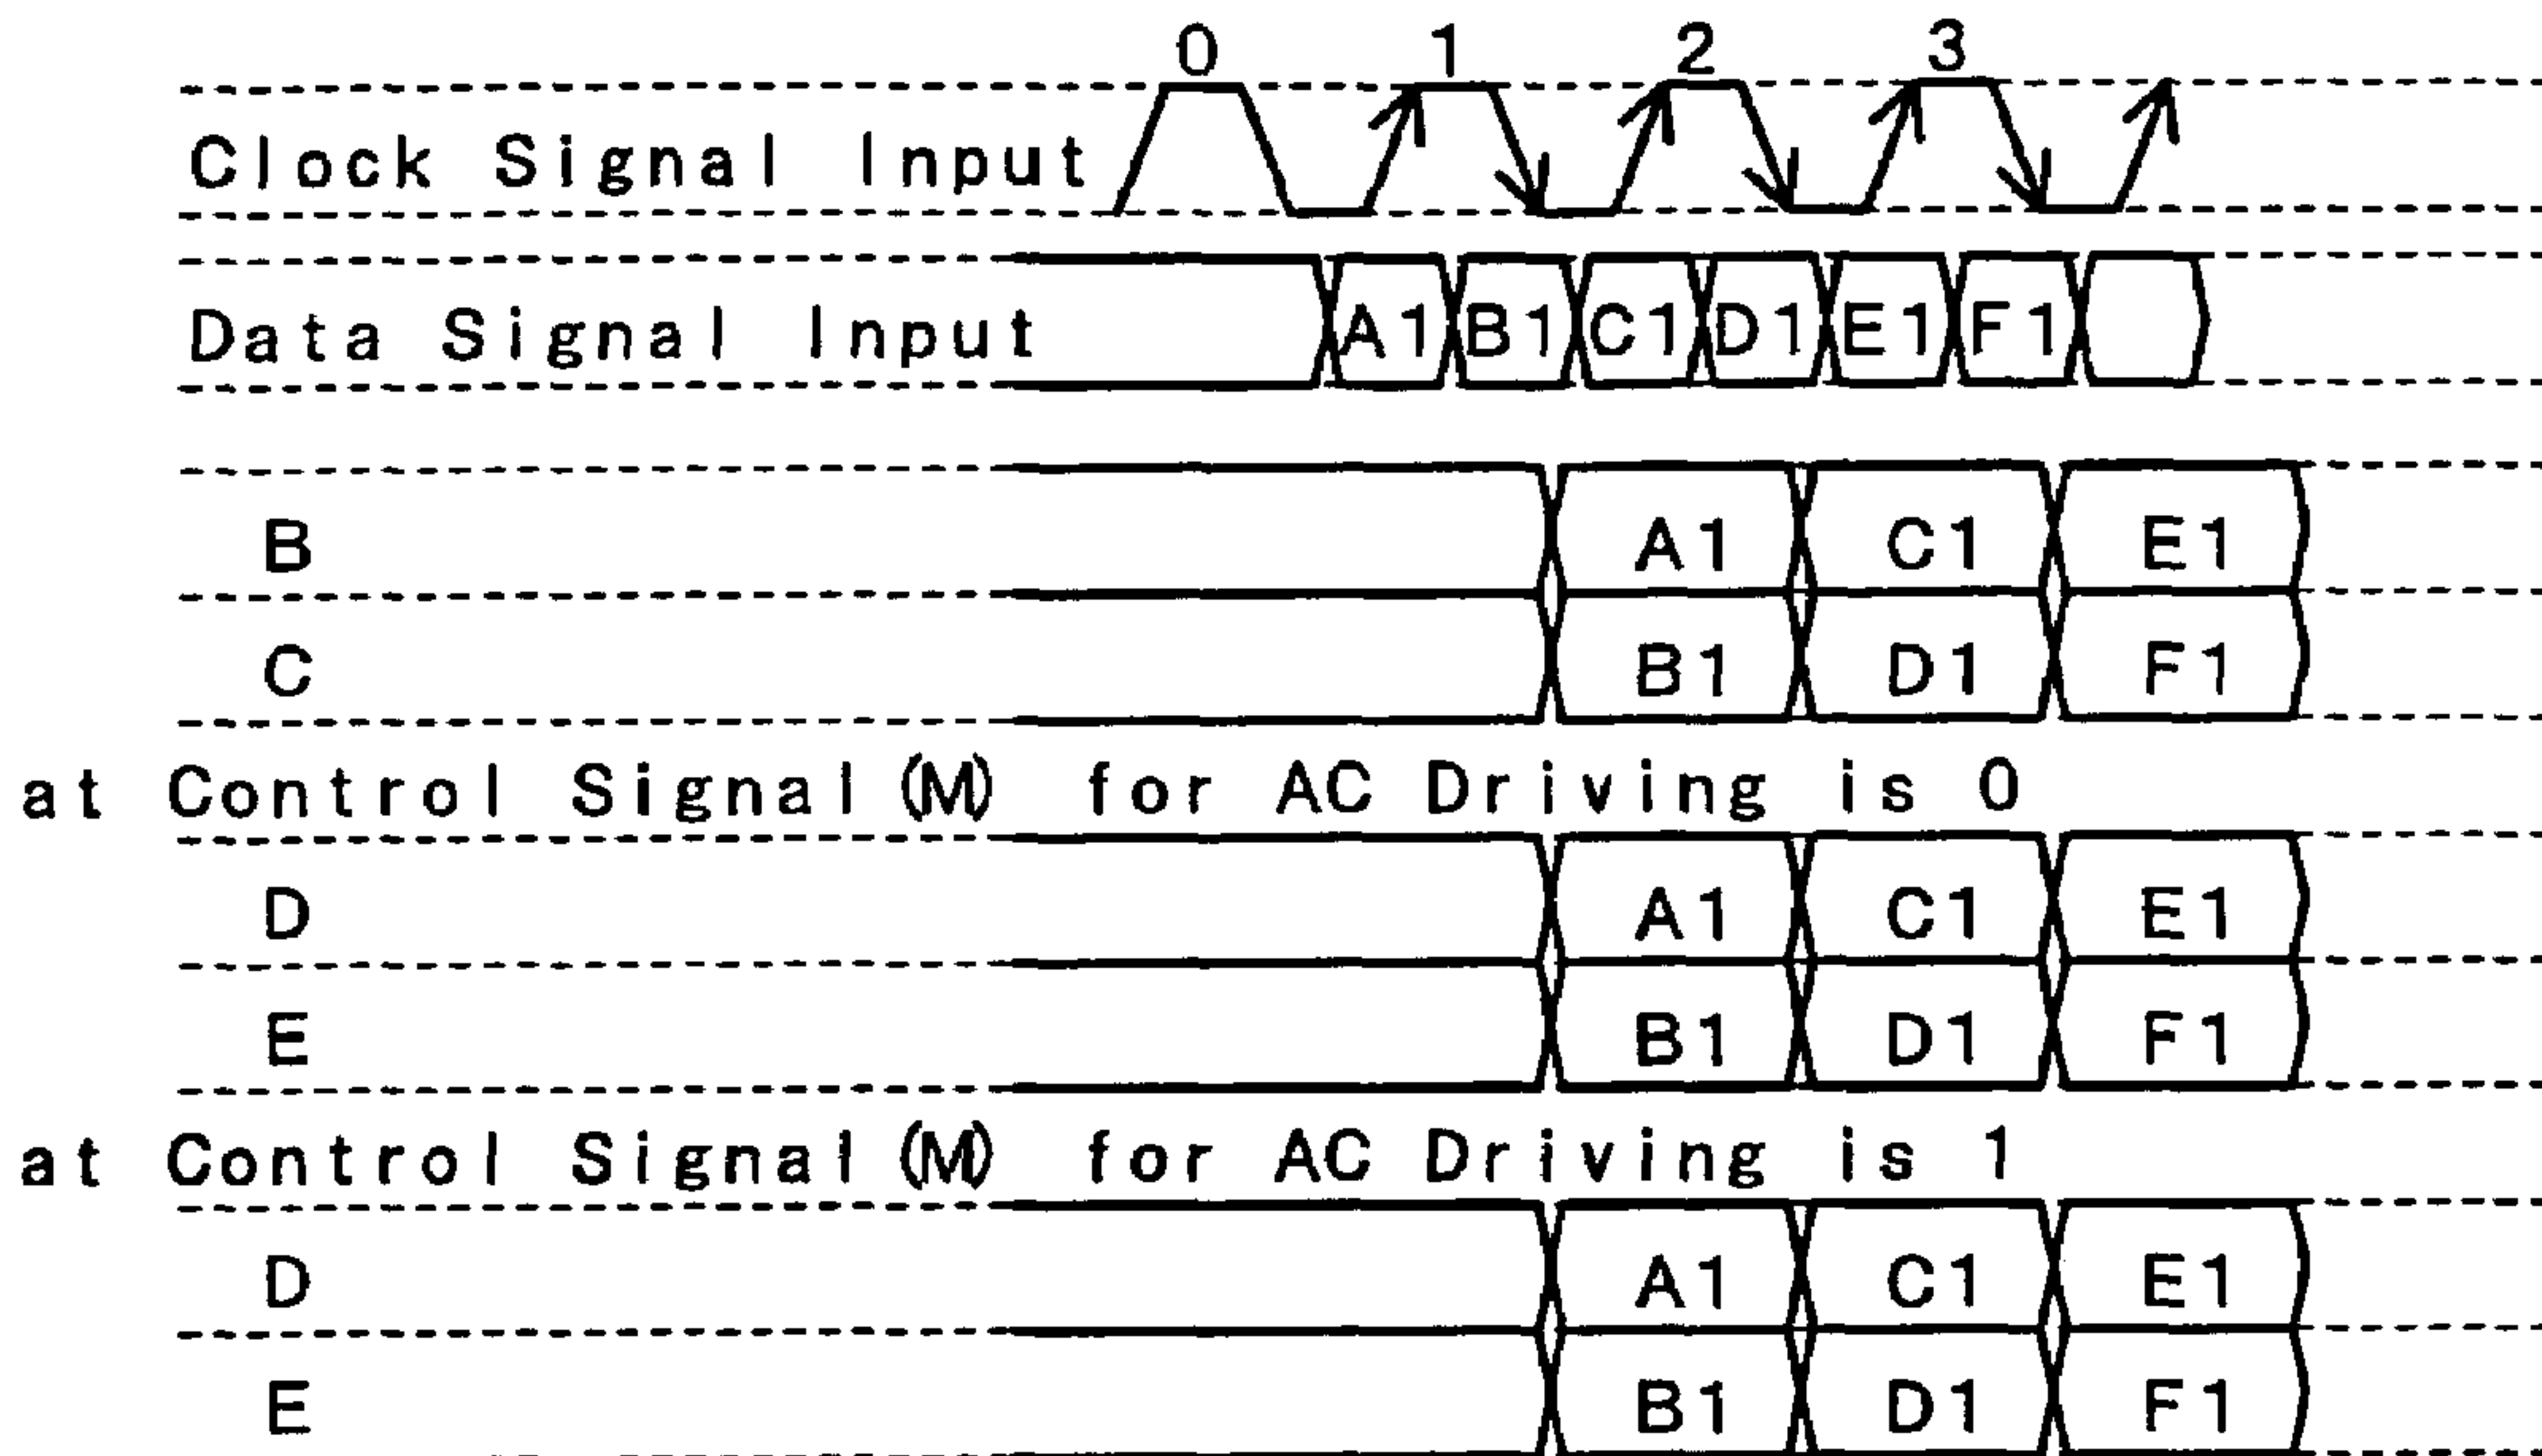 0 1 2 3
Clock Signal Input
Data Signal Input A1 B1 C1 D1 E1 F1
B A1 C1 E1
C B1 D1 F1
at Control Signal (M) for AC Driving is 0
D A1 C1 E1
E B1 D1 F1
at Control Signal (M) for AC Driving is 1
D A1 C1 E1
E B1 D1 F1